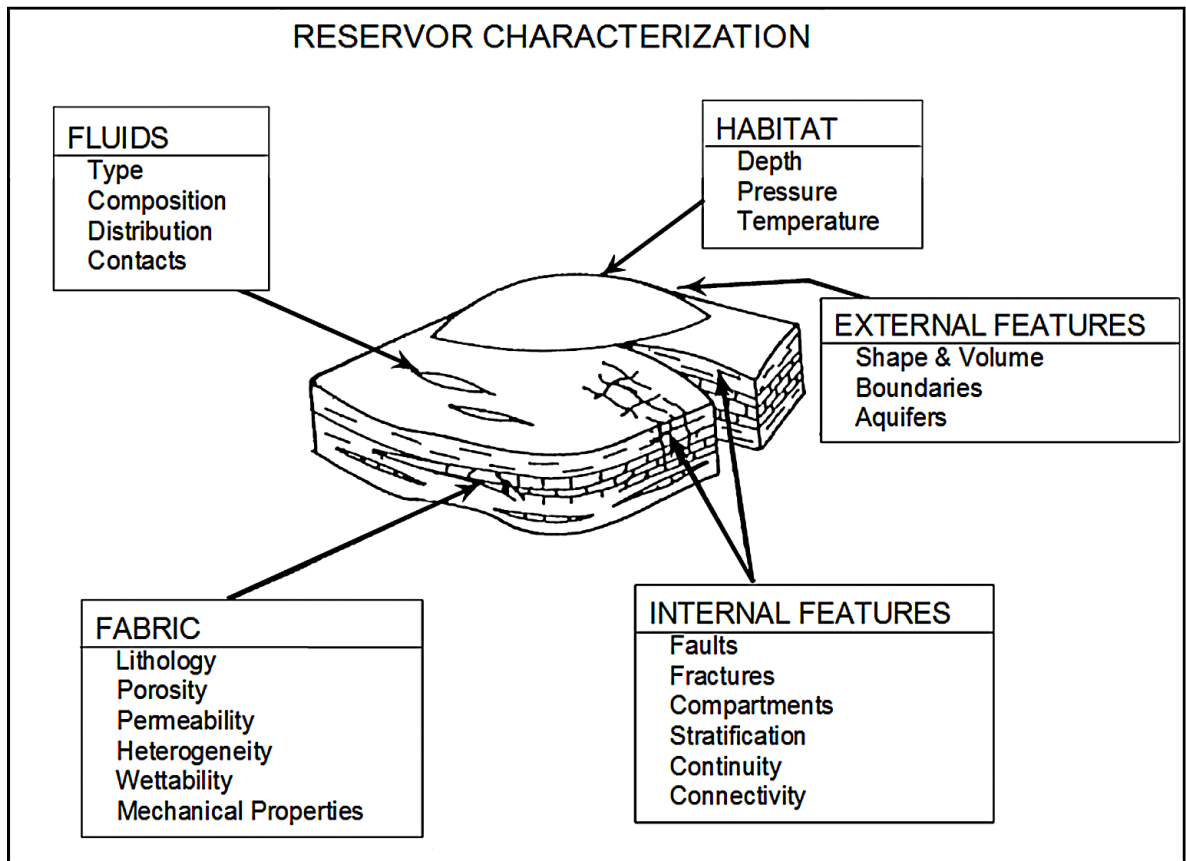 RESERVOR CHARACTERIZATION
FLUIDS
Type
Composition
Distribution
Contacts
HABITAT
Depth
Pressure
Temperature
EXTERNAL FEATURES
Shape & Volume
Boundaries
Aquifers
FABRIC
Lithology
Porosity
Permeability
Heterogeneity
Wettability
Mechanical Properties
INTERNAL FEATURES
Faults
Fractures
Compartments
Stratification
Continuity
Connectivity